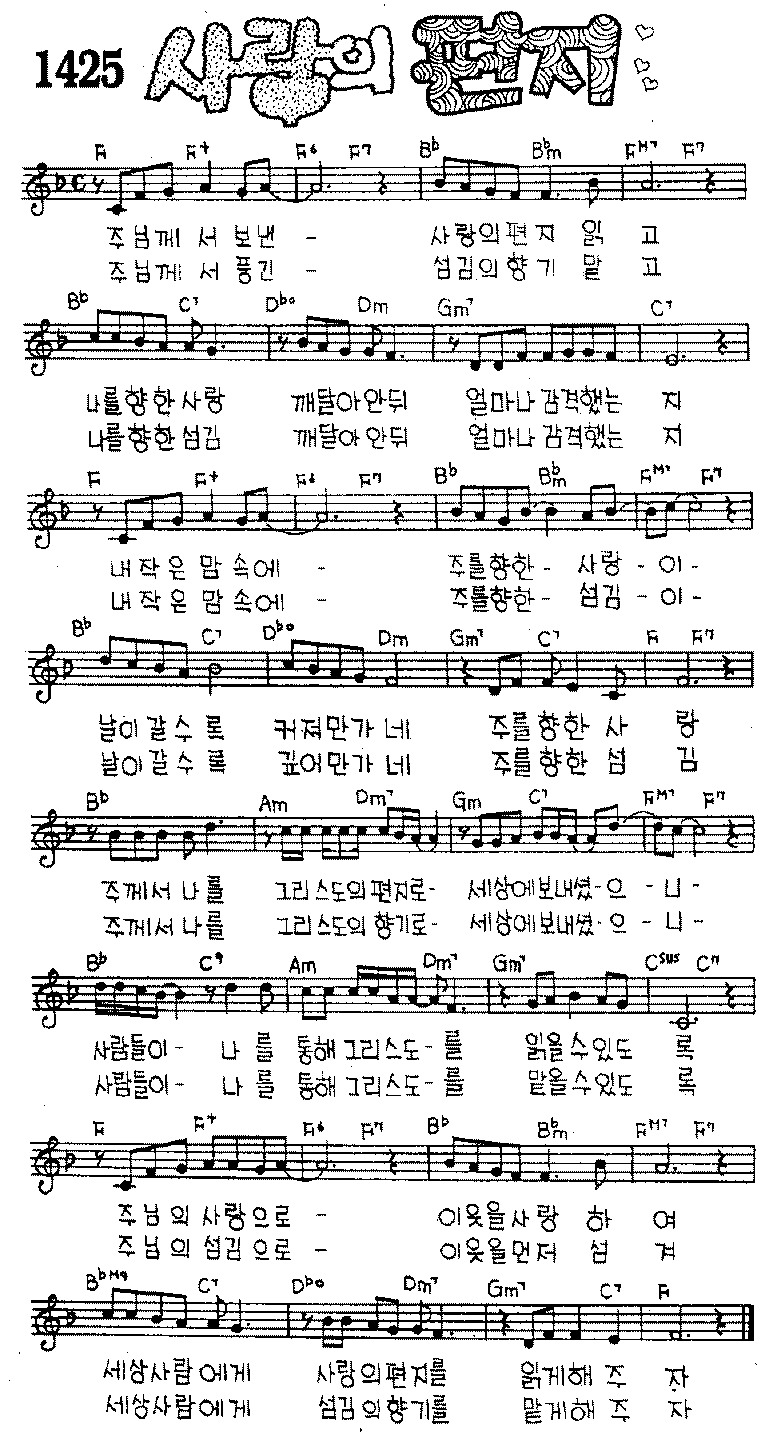 1425 사랑의 편지
F F+ F6 F7 Bb Bbm FM7 F7
주님께 서 보낸 - 사랑의 편지 읽 고
주님께 서 풍긴 - 섬김의 향기 맡 고
Bb C7 Dbo Dm Gm7 C7
나를향한사랑 깨달아안뒤 얼마나감격했는 지
나를향한섬김 깨달아안뒤 얼마나감격했는 지
F F+ F6 F7 Bb Bbm FM7 F7
내 작 은 맘 속에 - 주를향한- 사랑 - 이 -
내 작 은 맘 속에 - 주를향한- 섬김 - 이 -
Bb C7 Dbo Dm Gm7 C7 F F7
날이 갈 수 록 커져만가 네 주를향한 사 랑
날이 갈 수 록 깊어만가 네 주를향한 섬 김
Bb Am Dm7 Gm C7 FM7 F7
주께서 나 를 그리스도의 편지로- 세상에보내셨-으 - 니 -
주께서 나 를 그리스도의 향기로- 세상에보내셨-으 - 니 -
Bb C9 Am Dm7 Gm7 Csus C7
사람들이 - 나 를 통해 그리스도-를 읽을수있도 록
사람들이 - 나 를 통해 그리스도-를 맡을수있도 록
F F+ F6 F7 Bb Bbm FM7 F7
주 님 의 사랑으로 - 이웃을사랑 하 여
주 님 의 섬김으로 - 이웃을먼저 섬 겨
BbM9 C7 Dbo Dm7 Gm7 C7 F
세상사람에게 사랑의편지를 읽게해 주 자
세상사람에게 섬김의향기를 맡게해 주 자